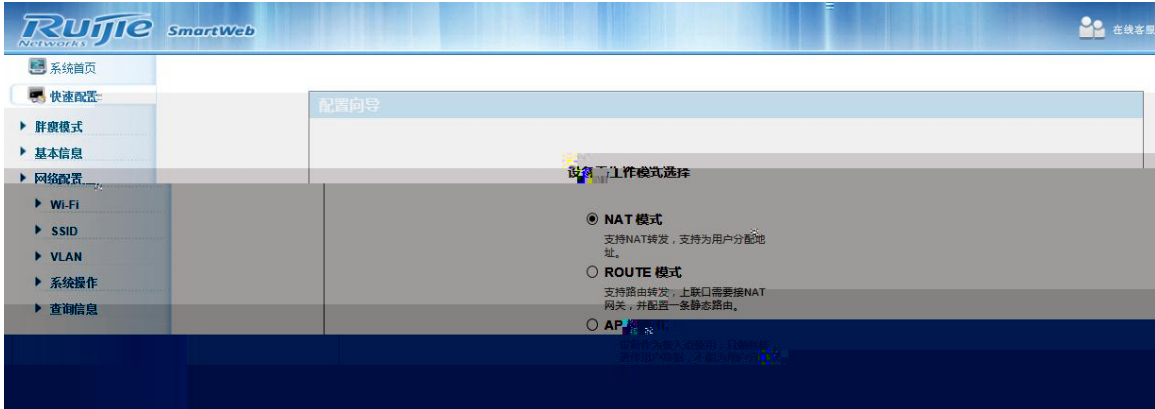 Ruijie
Networks
SmartWeb
在线客服
系统首页
快速配置
胖瘦模式
基本信息
网络配置
Wi-Fi
SSID
VLAN
系统操作
查询信息
配置向导
设备工作模式选择
NAT 模式
支持NAT转发，支持为用户分配地
址。
ROUTE 模式
支持路由转发，上联口需要接NAT
网关，并配置一条静态路由。
AP